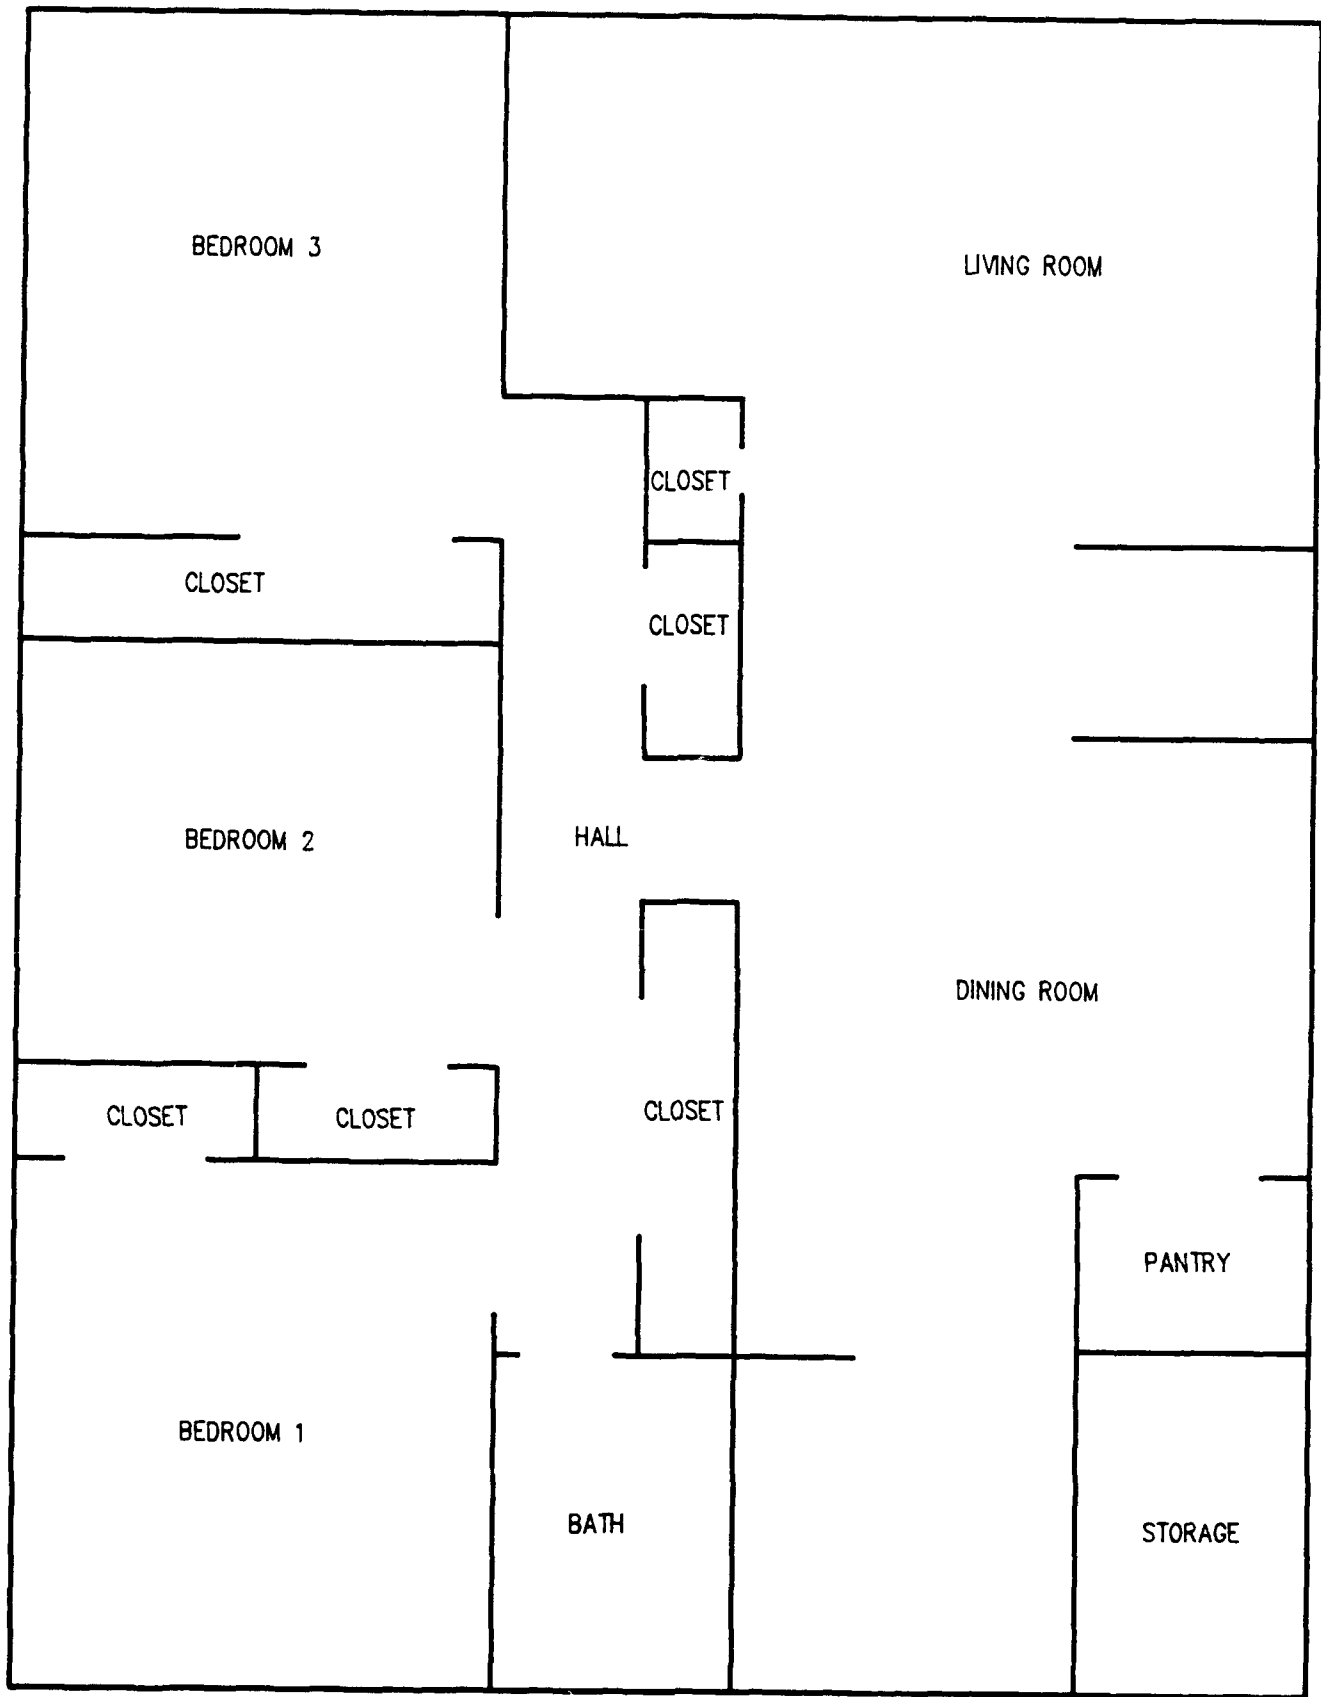 BEDROOM 3
LIVING ROOM
CLOSET
CLOSET
CLOSET
HALL
BEDROOM 2
DINING ROOM
CLOSET
CLOSET
CLOSET
PANTRY
BEDROOM 1
BATH
STORAGE